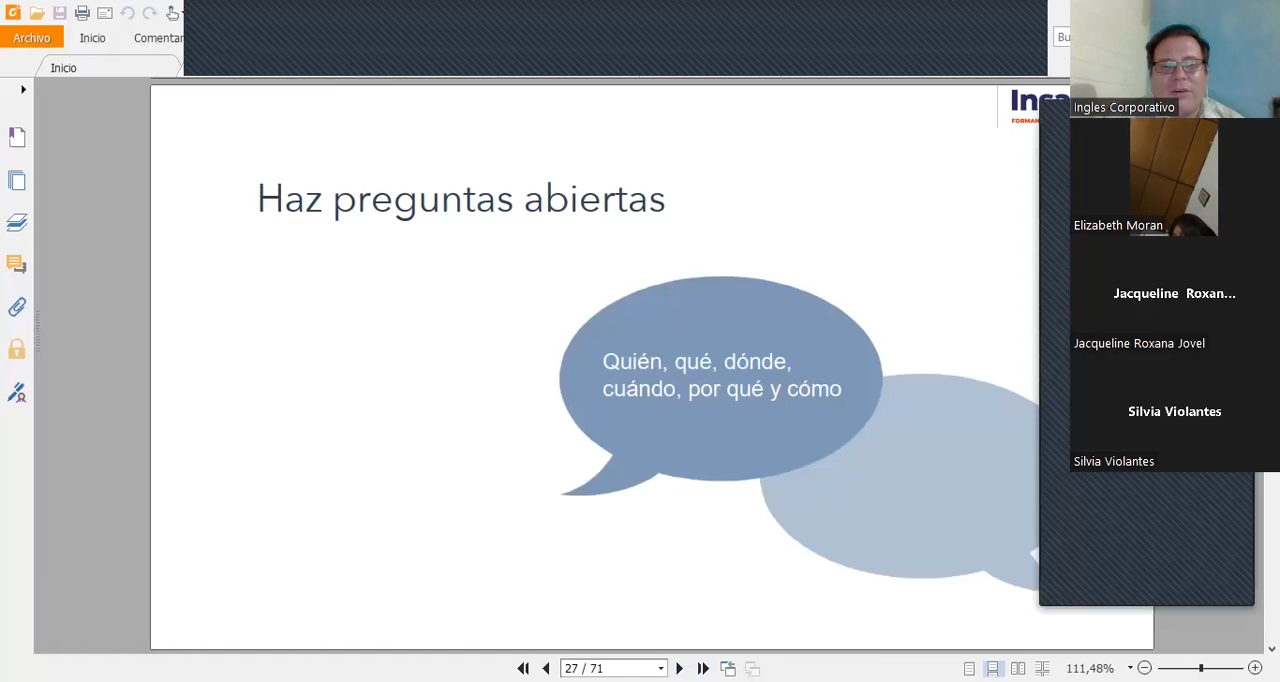 Archivo
Inicio
Comentar
Bu
Inicio
Ingles Corporativo
Haz preguntas abiertas
Elizabeth Moran
Quién, qué, dónde,
cuándo, por qué y cómo
Jacqueline Roxan...
Jacqueline Roxana Jovel
Silvia Violantes
Silvia Violantes
27 / 71
111,48%